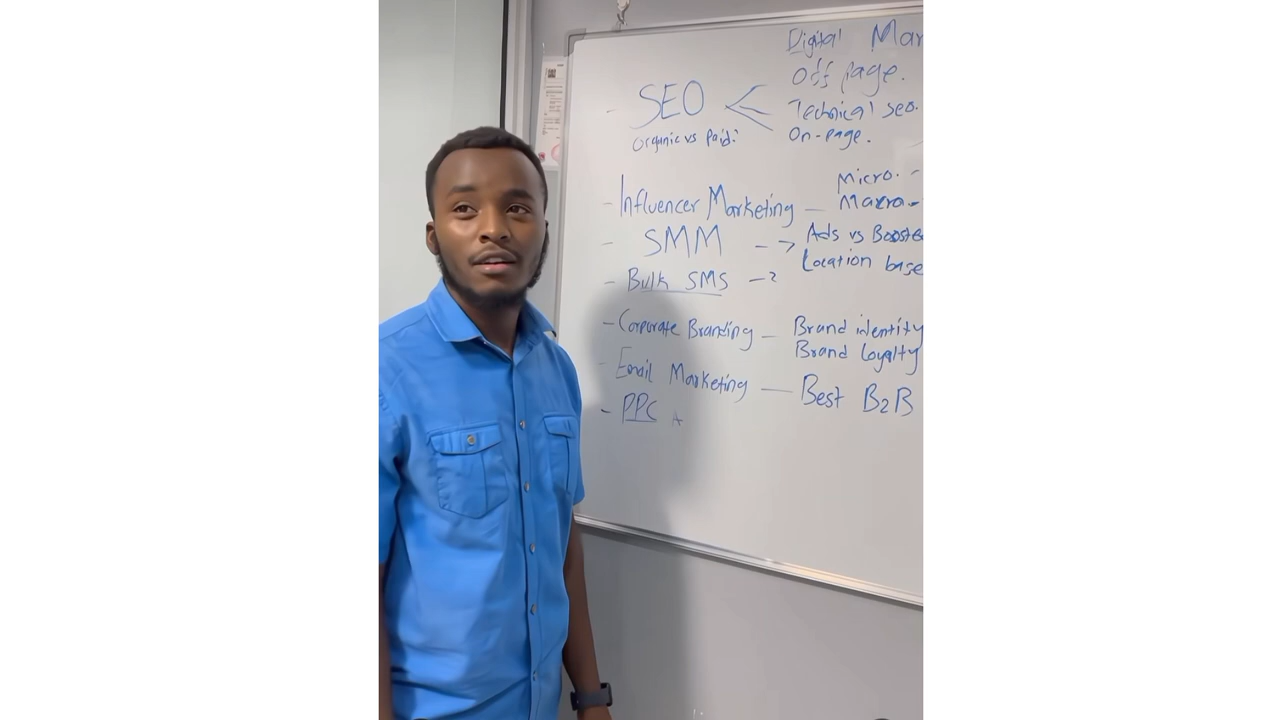 Digital Mar
Off page.
- SEO < Technical seo.
organic vs paid? On-page.
Micro. -
- Influencer Marketing — Macro -
- SMM --> Ads vs Booste
Location base
- Bulk SMS -?
- Corporate Branding — Brand identity
Brand Loyalty
Email Marketing — Best B2B
- PPC A